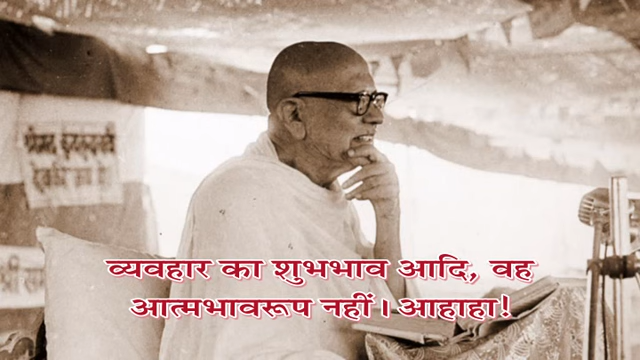 व्यवहार का शुभभाव आदि, वह
आत्मभावरूप नहीं। आहाहा!